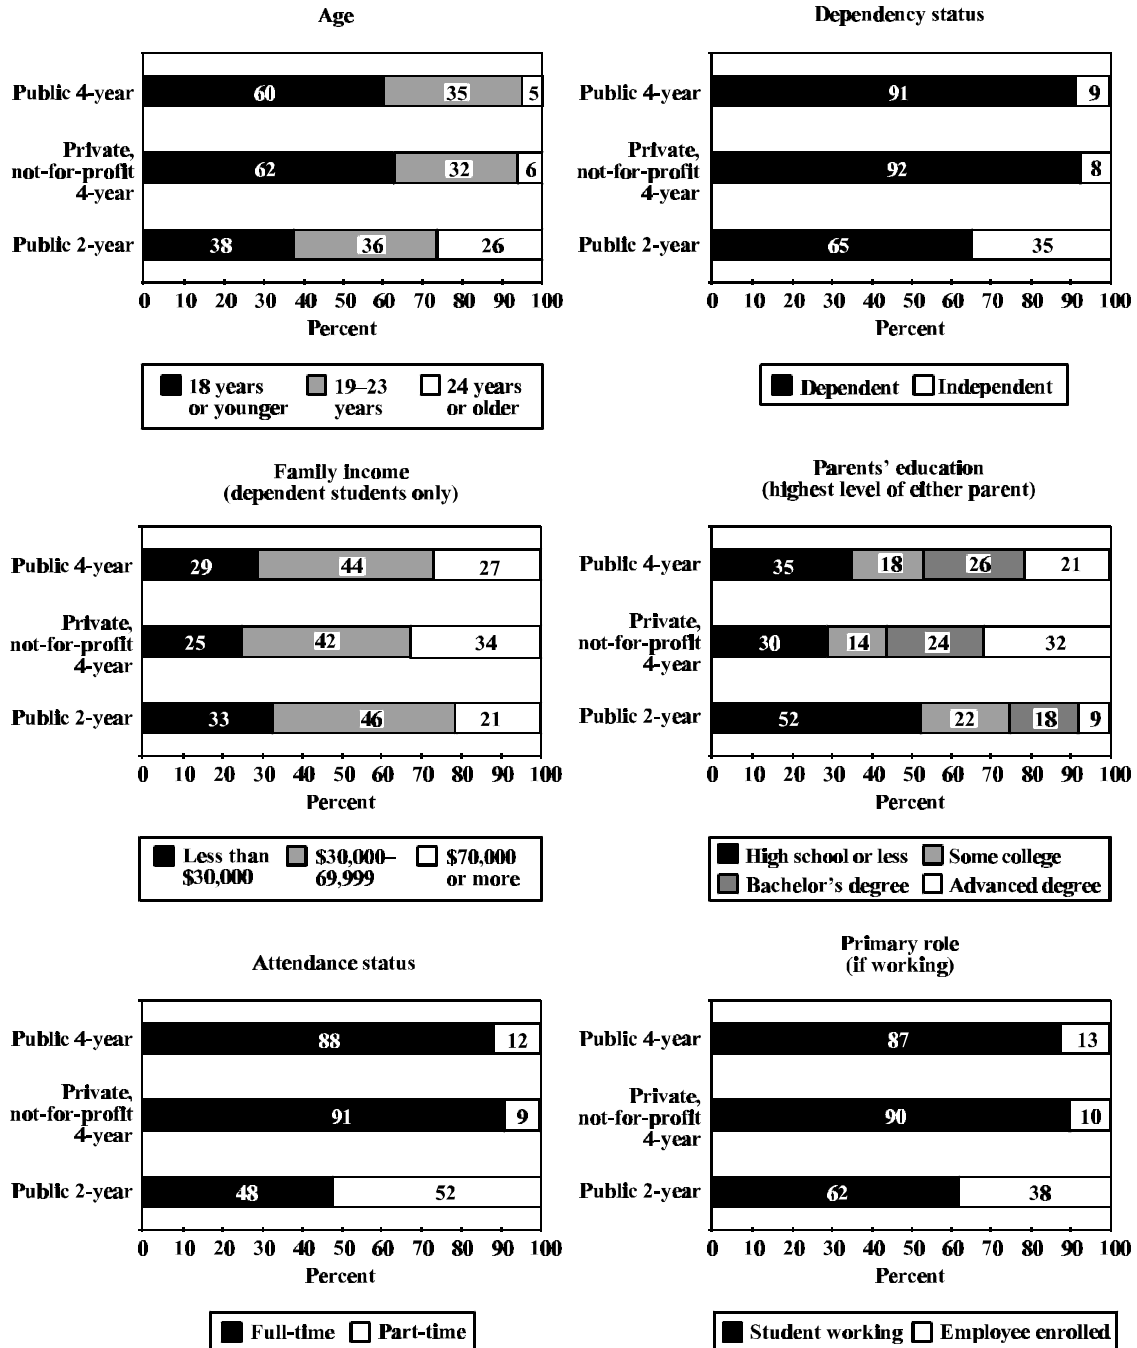 Age
Public 4-year
60
35
5
Private,
not-for-profit
4-year
62
32
6
Public 2-year
38
36
26
0 10 20 30 40 50 60 70 80 90 100
Percent
18 years
or younger
19–23
years
24 years
or older
Dependency status
Public 4-year
91
9
Private,
not-for-profit
4-year
92
8
Public 2-year
65
35
0 10 20 30 40 50 60 70 80 90 100
Percent
Dependent
Independent
Family income
(dependent students only)
Public 4-year
29
44
27
Private,
not-for-profit
4-year
25
42
34
Public 2-year
33
46
21
0 10 20 30 40 50 60 70 80 90 100
Percent
Less than
$30,000
$30,000–
69,999
$70,000
or more
Parents’ education
(highest level of either parent)
Public 4-year
35
18
26
21
Private,
not-for-profit
4-year
30
14
24
32
Public 2-year
52
22
18
9
0 10 20 30 40 50 60 70 80 90 100
Percent
High school or less
Some college
Bachelor’s degree
Advanced degree
Attendance status
Public 4-year
88
12
Private,
not-for-profit
4-year
91
9
Public 2-year
48
52
0 10 20 30 40 50 60 70 80 90 100
Percent
Full-time
Part-time
Primary role
(if working)
Public 4-year
87
13
Private,
not-for-profit
4-year
90
10
Public 2-year
62
38
0 10 20 30 40 50 60 70 80 90 100
Percent
Student working
Employee enrolled